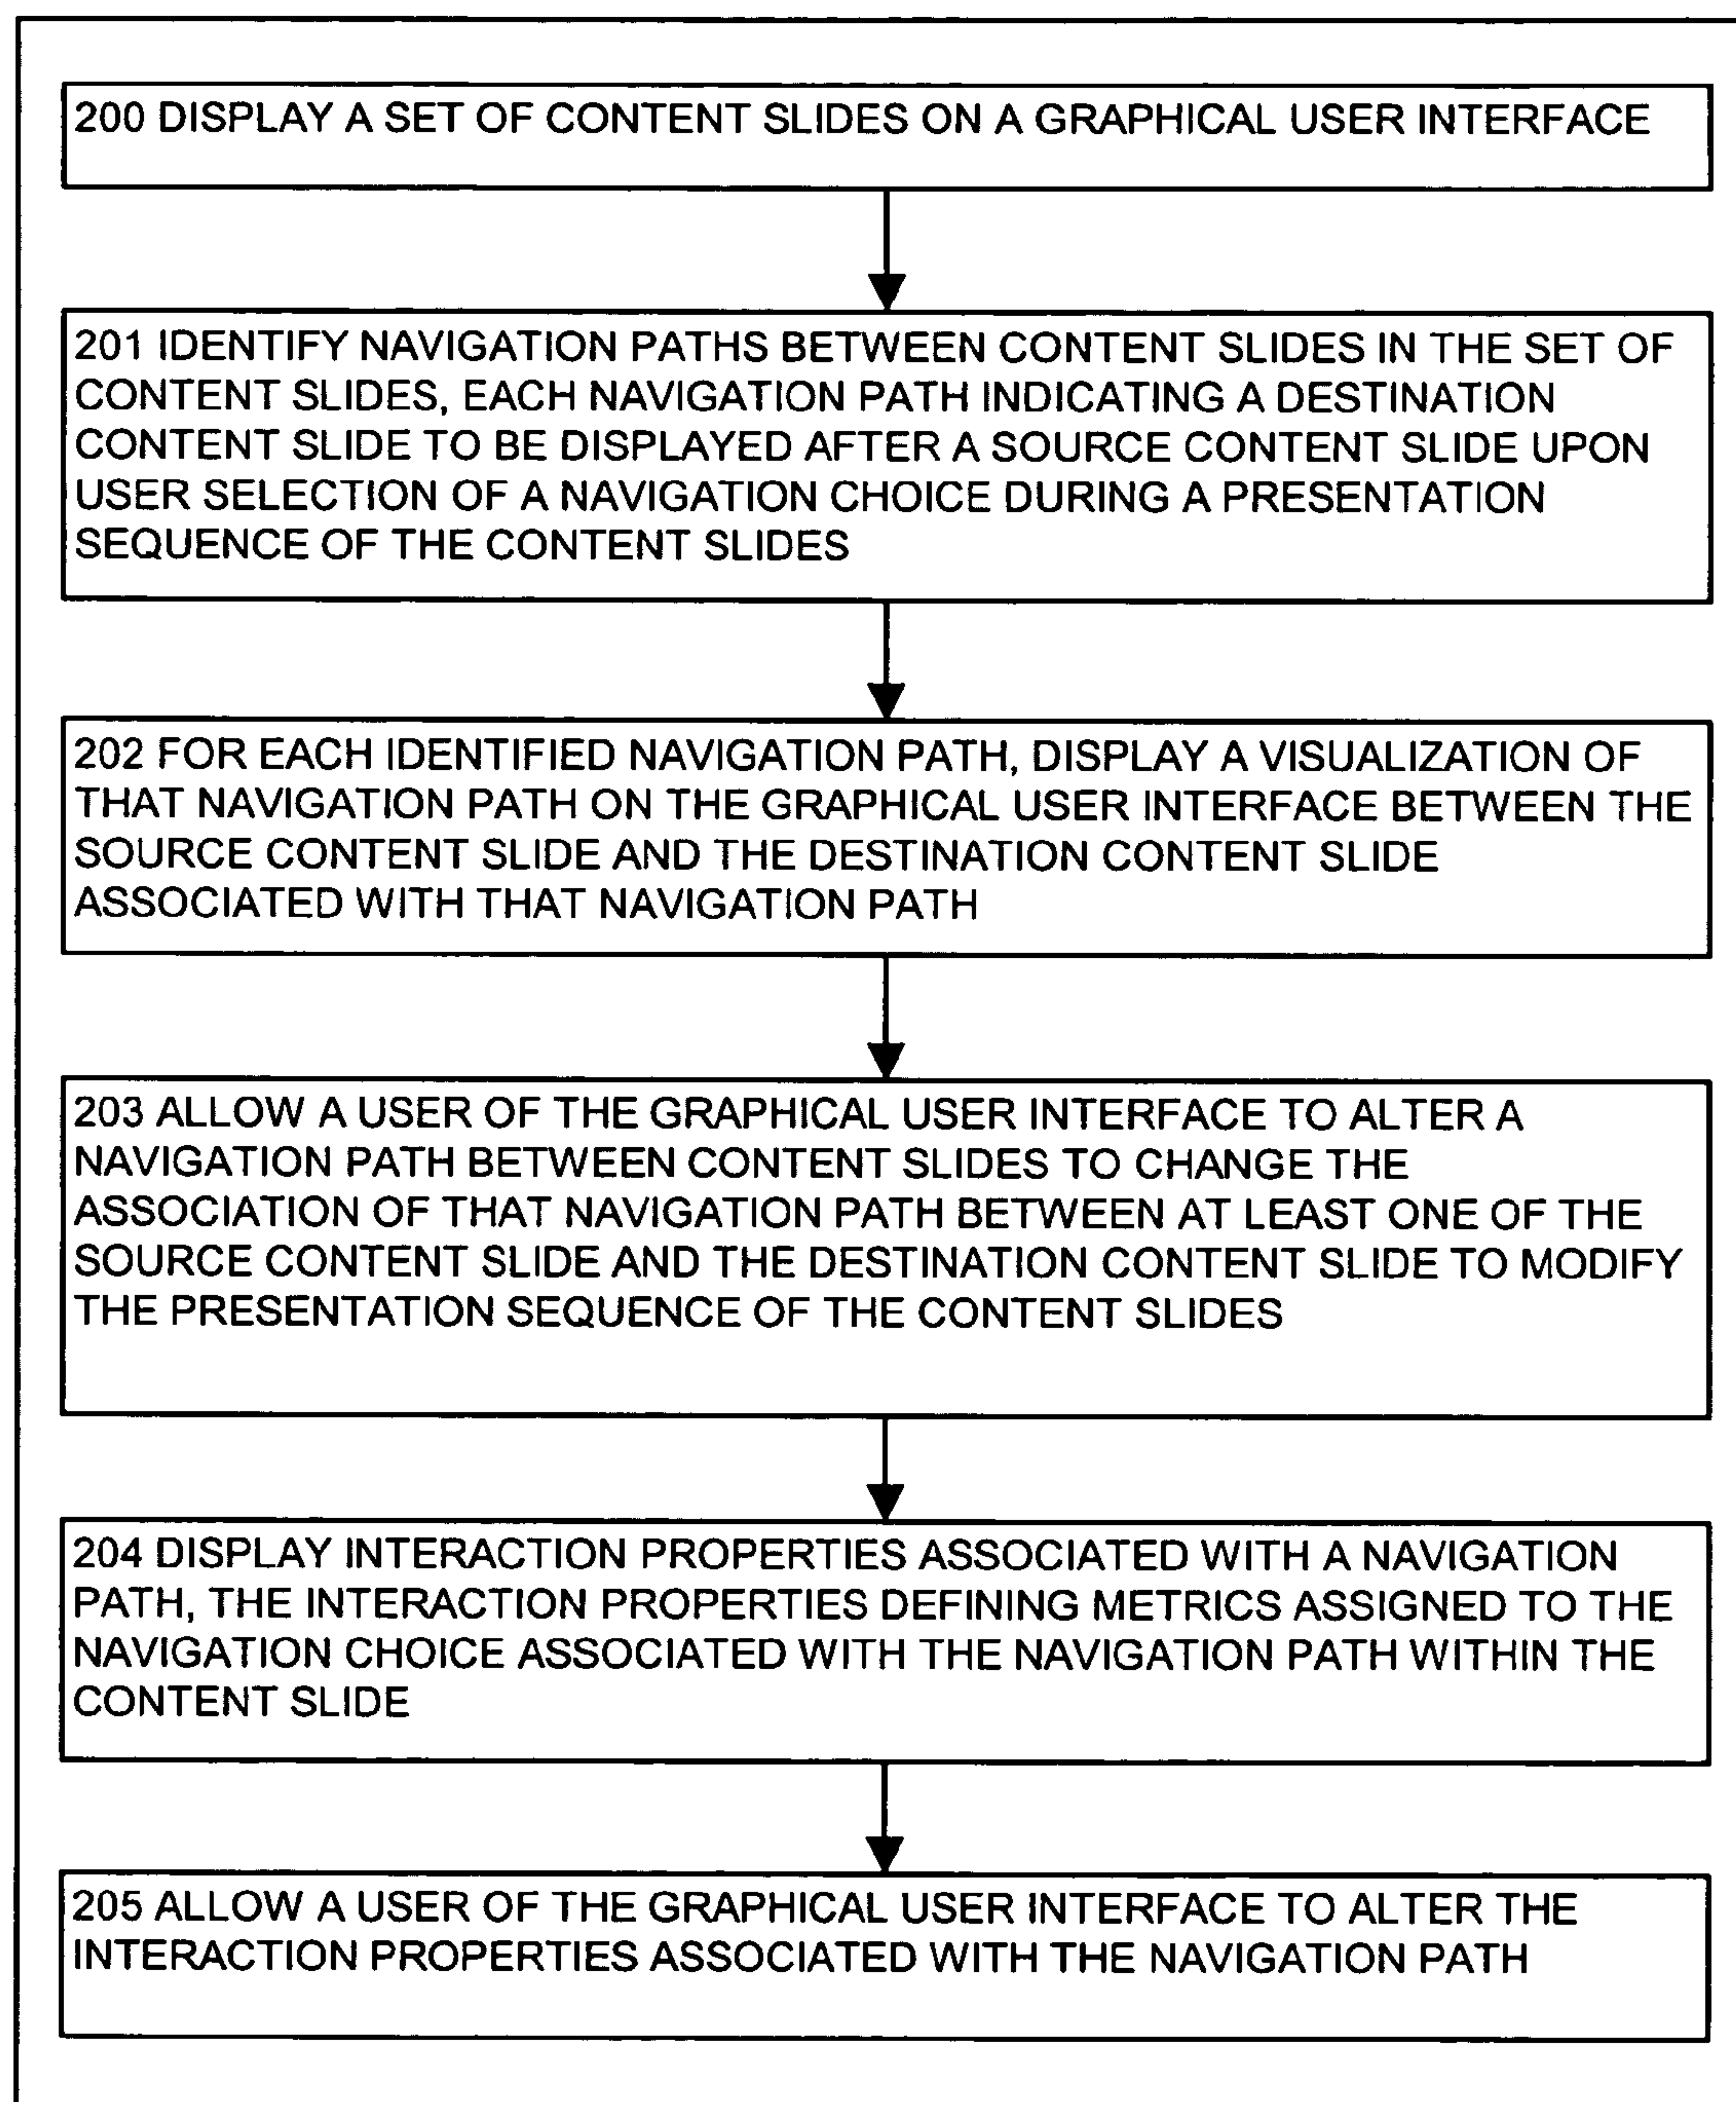 200 DISPLAY A SET OF CONTENT SLIDES ON A GRAPHICAL USER INTERFACE
201 IDENTIFY NAVIGATION PATHS BETWEEN CONTENT SLIDES IN THE SET OF
CONTENT SLIDES, EACH NAVIGATION PATH INDICATING A DESTINATION
CONTENT SLIDE TO BE DISPLAYED AFTER A SOURCE CONTENT SLIDE UPON
USER SELECTION OF A NAVIGATION CHOICE DURING A PRESENTATION
SEQUENCE OF THE CONTENT SLIDES
202 FOR EACH IDENTIFIED NAVIGATION PATH, DISPLAY A VISUALIZATION OF
THAT NAVIGATION PATH ON THE GRAPHICAL USER INTERFACE BETWEEN THE
SOURCE CONTENT SLIDE AND THE DESTINATION CONTENT SLIDE
ASSOCIATED WITH THAT NAVIGATION PATH
203 ALLOW A USER OF THE GRAPHICAL USER INTERFACE TO ALTER A
NAVIGATION PATH BETWEEN CONTENT SLIDES TO CHANGE THE
ASSOCIATION OF THAT NAVIGATION PATH BETWEEN AT LEAST ONE OF THE
SOURCE CONTENT SLIDE AND THE DESTINATION CONTENT SLIDE TO MODIFY
THE PRESENTATION SEQUENCE OF THE CONTENT SLIDES
204 DISPLAY INTERACTION PROPERTIES ASSOCIATED WITH A NAVIGATION
PATH, THE INTERACTION PROPERTIES DEFINING METRICS ASSIGNED TO THE
NAVIGATION CHOICE ASSOCIATED WITH THE NAVIGATION PATH WITHIN THE
CONTENT SLIDE
205 ALLOW A USER OF THE GRAPHICAL USER INTERFACE TO ALTER THE
INTERACTION PROPERTIES ASSOCIATED WITH THE NAVIGATION PATH